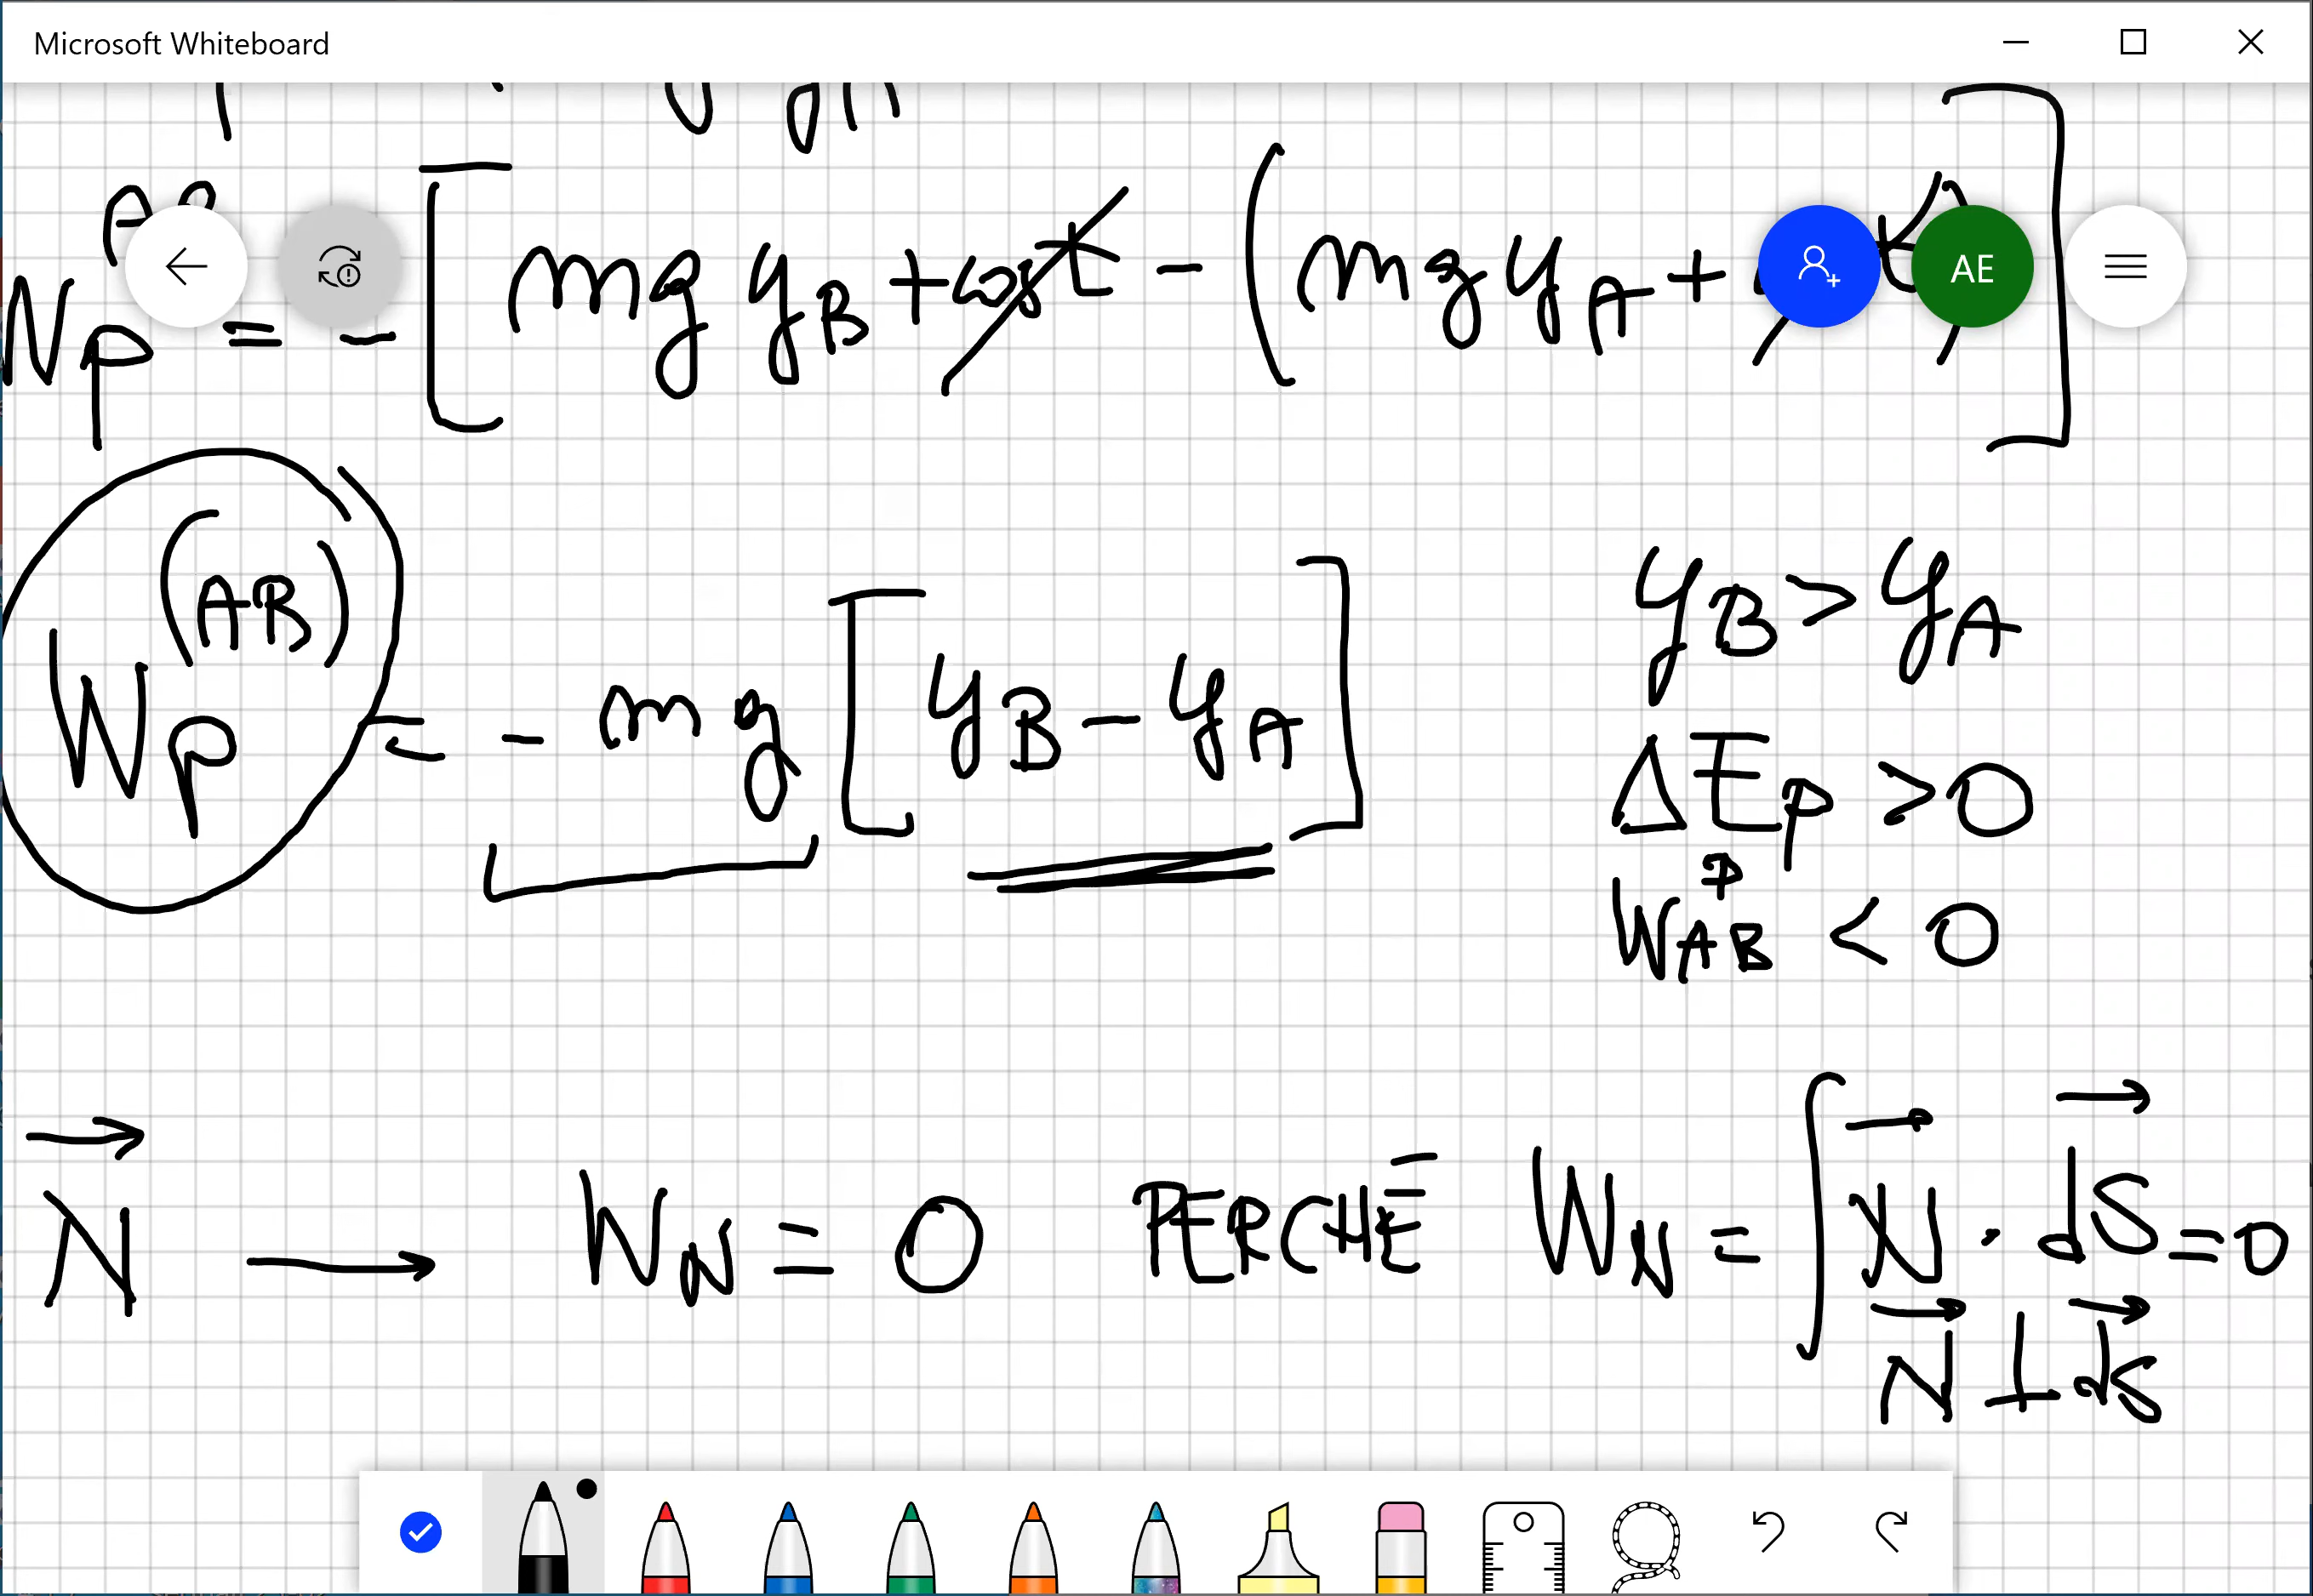 Microsoft Whiteboard
AE
W_P = - [ mg y_B + cost - ( mg y_A +
W_P^(AB) = - mg [ y_B - y_A ]
y_B > y_A
ΔE_P > 0
W_AB^P < 0
N⃗ → W_N = 0 PERCHÉ W_N = ∫ N⃗ · dS⃗ = 0
N⃗ ⊥ ds⃗